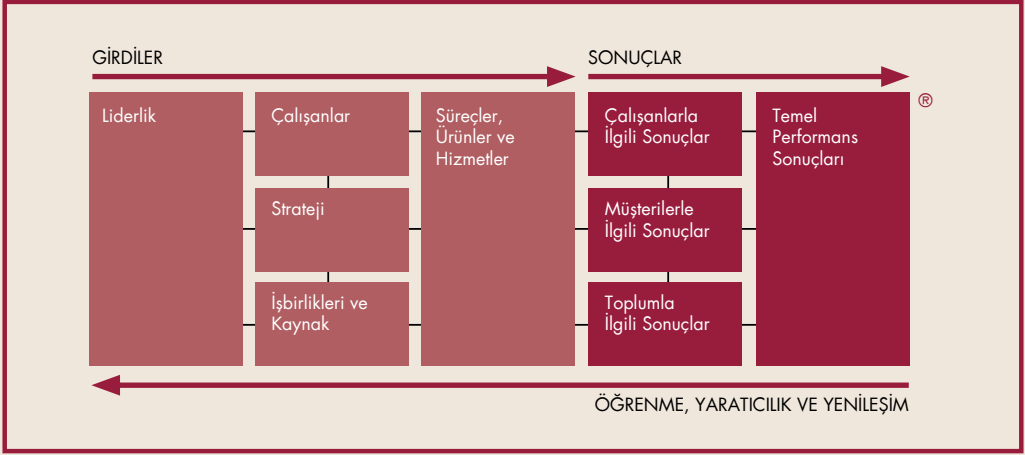 GİRDİLER
SONUÇLAR
Liderlik
Çalışanlar
Süreçler,
Ürünler ve
Hizmetler
Çalışanlarla
İlgili Sonuçlar
Temel
Performans
Sonuçları
®
Strateji
Müşterilerle
İlgili Sonuçlar
İşbirlikleri ve
Kaynak
Toplumla
İlgili Sonuçlar
ÖĞRENME, YARATICILIK VE YENİLEŞİM